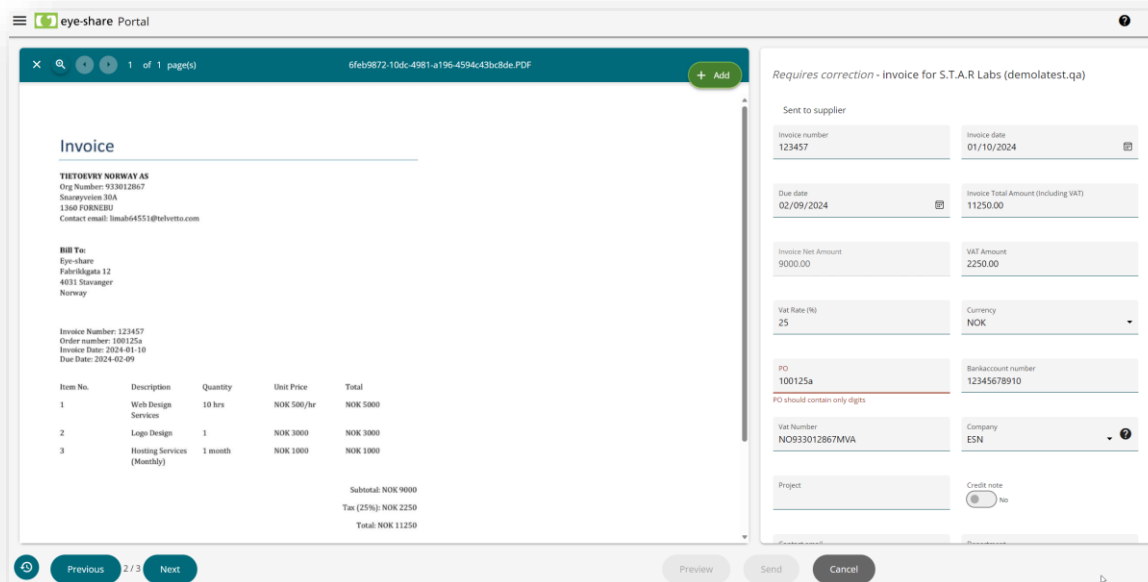 eye-share Portal
1 of 1 page(s)
6feb9872-10dc-4981-a196-4594c43bc8de.PDF
+ Add
Invoice
TIETOEVRY NORWAY AS
Org Number: 933012867
Snarøyveien 30A
1360 FORNEBU
Contact email: limab64551@telvetto.com
Bill To:
Eye-share
Fabrikkgata 12
4031 Stavanger
Norway
Invoice Number: 123457
Order number: 100125a
Invoice Date: 2024-01-10
Due Date: 2024-02-09
Item No. Description Quantity Unit Price Total
1 Web Design Services 10 hrs NOK 500/hr NOK 5000
2 Logo Design 1 NOK 3000 NOK 3000
3 Hosting Services (Monthly) 1 month NOK 1000 NOK 1000
Subtotal: NOK 9000
Tax (25%): NOK 2250
Total: NOK 11250
Requires correction - invoice for S.T.A.R Labs (demolatest.qa)
Sent to supplier
Invoice number
123457
Invoice date
01/10/2024
Due date
02/09/2024
Invoice Total Amount (Including VAT)
11250.00
Invoice Net Amount
9000.00
VAT Amount
2250.00
Vat Rate (%)
25
Currency
NOK
PO
100125a
PO should contain only digits
Bankaccount number
12345678910
Vat Number
NO933012867MVA
Company
ESN
Project
Credit note
No
Previous
2 / 3
Next
Preview
Send
Cancel